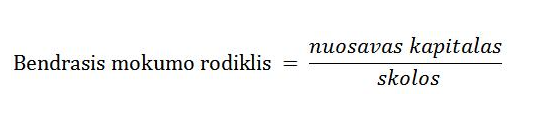 Bendrasis mokumo rodiklis = nuosavas kapitalas
skolos